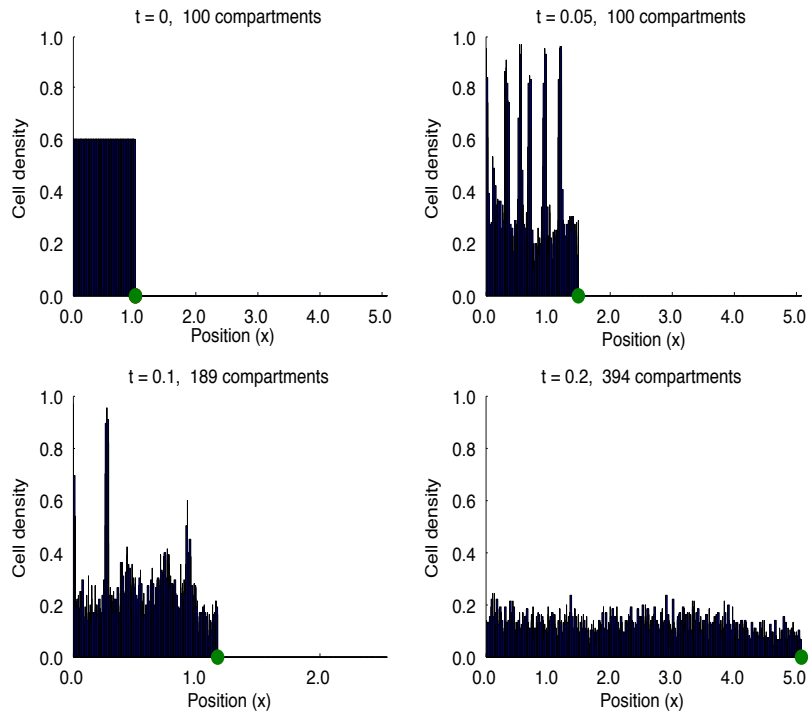 t = 0, 100 compartments
1.0
0.8
0.6
0.4
0.2
0.0
Cell density
0.0 1.0 2.0 3.0 4.0 5.0
Position (x)
t = 0.05, 100 compartments
1.0
0.8
0.6
0.4
0.2
0.0
Cell density
0.0 1.0 2.0 3.0 4.0 5.0
Position (x)
t = 0.1, 189 compartments
1.0
0.8
0.6
0.4
0.2
0.0
Cell density
0.0 1.0 2.0
Position (x)
t = 0.2, 394 compartments
1.0
0.8
0.6
0.4
0.2
0.0
Cell density
0.0 1.0 2.0 3.0 4.0 5.0
Position (x)